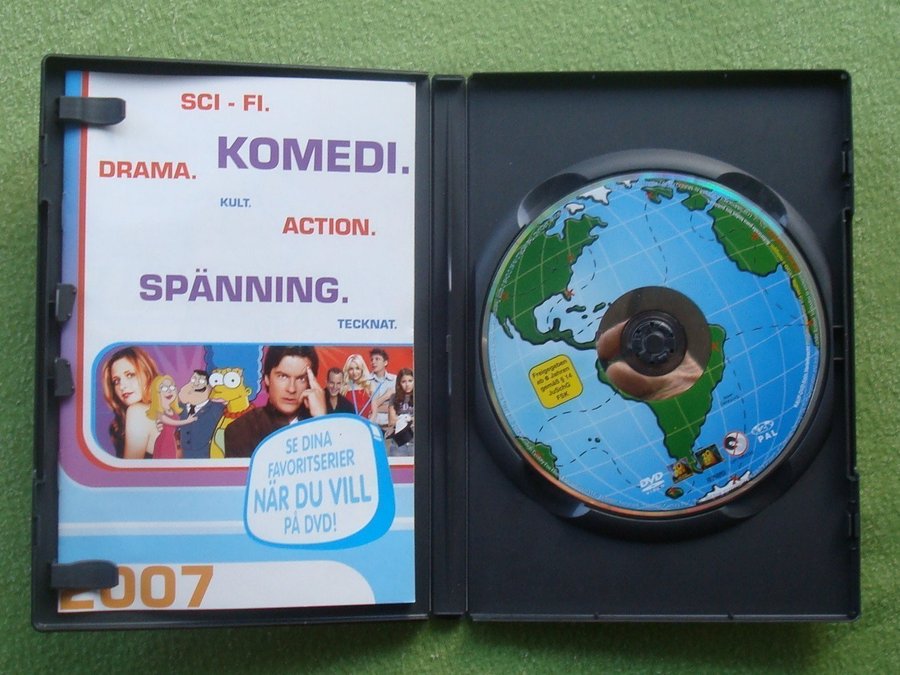 SCI - FI.
DRAMA.
KOMEDI.
KULT.
ACTION.
SPÄNNING.
TECKNAT.
SE DINA
FAVORITSERIER
NÄR DU VILL
PÅ DVD!
2007
Freigegeben
ab 6 Jahren
gemäß § 14
JuSchG
FSK
DVD
PAL